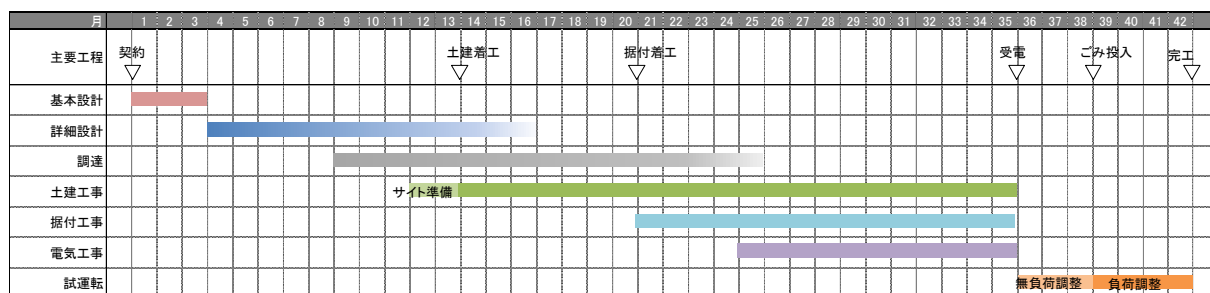 月 1 2 3 4 5 6 7 8 9 10 11 12 13 14 15 16 17 18 19 20 21 22 23 24 25 26 27 28 29 30 31 32 33 34 35 36 37 38 39 40 41 42
主要工程 契約 土建着工 据付着工 受電 ごみ投入 完工
基本設計
詳細設計
調達
土建工事 サイト準備
据付工事
電気工事
試運転 無負荷調整 負荷調整